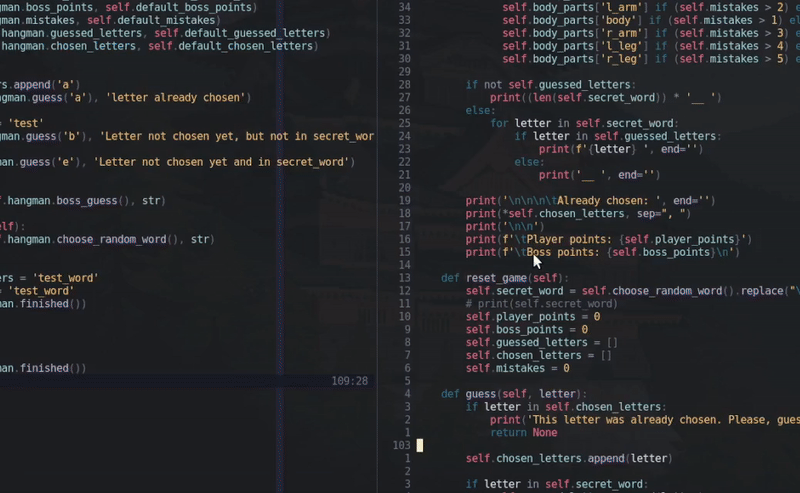 gman.boss_points, self.default_boss_points)
gman.mistakes, self.default_mistakes)
hangman.guessed_letters, self.default_guessed_letters)
hangman.chosen_letters, self.default_chosen_letters)
rs.append('a')
ngman.guess('a'), 'letter already chosen')
= 'test'
man.guess('b'), 'Letter not chosen yet, but not in secret_wor
man.guess('e'), 'Letter not chosen yet and in secret_word')
f.hangman.boss_guess(), str)
elf):
f.hangman.choose_random_word(), str)
ers = 'test_word'
= 'test_word'
man.finished())
man.finished())
109:28
34 self.body_parts['l_arm'] if (self.mistakes > 2) e
33 self.body_parts['body'] if (self.mistakes > 1) el
32 self.body_parts['r_arm'] if (self.mistakes > 3) e
31 self.body_parts['l_leg'] if (self.mistakes > 4) e
30 self.body_parts['r_leg'] if (self.mistakes > 5) e
29
28 if not self.guessed_letters:
27 print((len(self.secret_word)) * '__ ')
26 else:
25 for letter in self.secret_word:
24 if letter in self.guessed_letters:
23 print(f'{letter} ', end='')
22 else:
21 print('__ ', end='')
20
19 print('\n\n\n\tAlready chosen: ', end='')
18 print(*self.chosen_letters, sep=", ")
17 print('\n\n')
16 print(f'\tPlayer points: {self.player_points}')
15 print(f'\tBoss points: {self.boss_points}\n')
14
13 def reset_game(self):
12 self.secret_word = self.choose_random_word().replace("\
11 # print(self.secret_word)
10 self.player_points = 0
9 self.boss_points = 0
8 self.guessed_letters = []
7 self.chosen_letters = []
6 self.mistakes = 0
5
4 def guess(self, letter):
3 if letter in self.chosen_letters:
2 print('This letter was already chosen. Please, gues
1 return None
103
1 self.chosen_letters.append(letter)
2
3 if letter in self.secret_word: